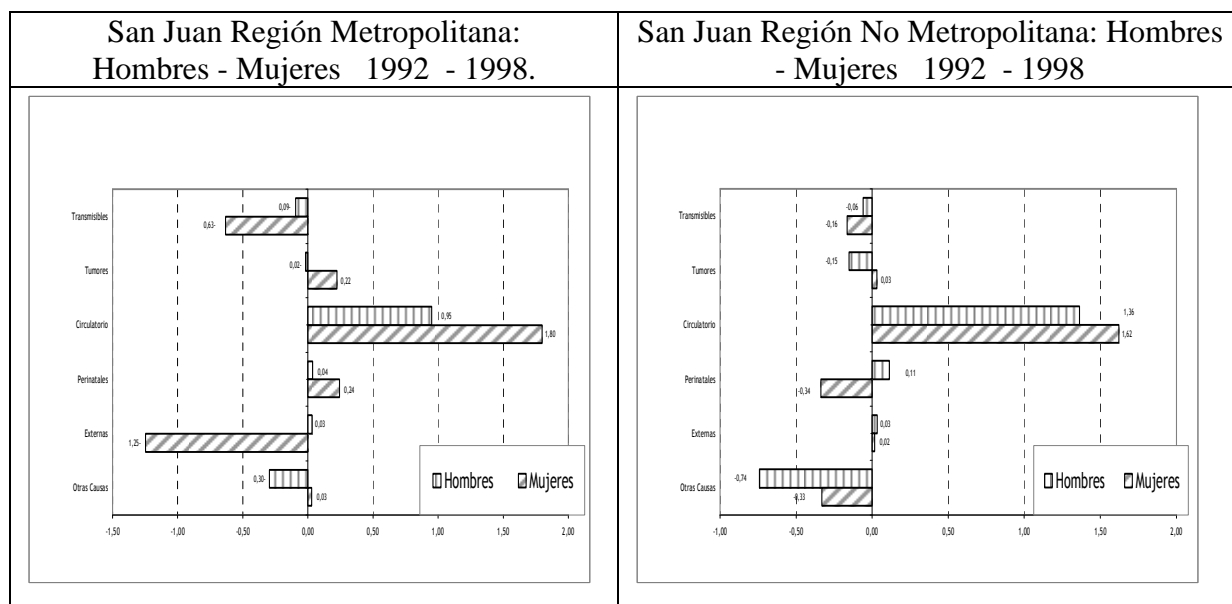 San Juan Región Metropolitana:
Hombres - Mujeres 1992 - 1998.
San Juan Región No Metropolitana: Hombres
- Mujeres 1992 - 1998
Transmisibles
0,09-
0,63-
Tumores
0,02-
0,22
Circulatorio
0,95
1,80
Perinatales
0,04
0,24
Externas
0,03
1,25-
Otras Causas
0,30-
0,03
Hombres
Mujeres
-1,50 -1,00 -0,50 0,00 0,50 1,00 1,50 2,00
Transmisibles
-0,06
-0,16
Tumores
-0,15
0,03
Circulatorio
1,36
1,62
Perinatales
0,11
-0,34
Externas
0,03
0,02
Otras Causas
-0,74
-0,33
Hombres
Mujeres
-1,00 -0,50 0,00 0,50 1,00 1,50 2,00